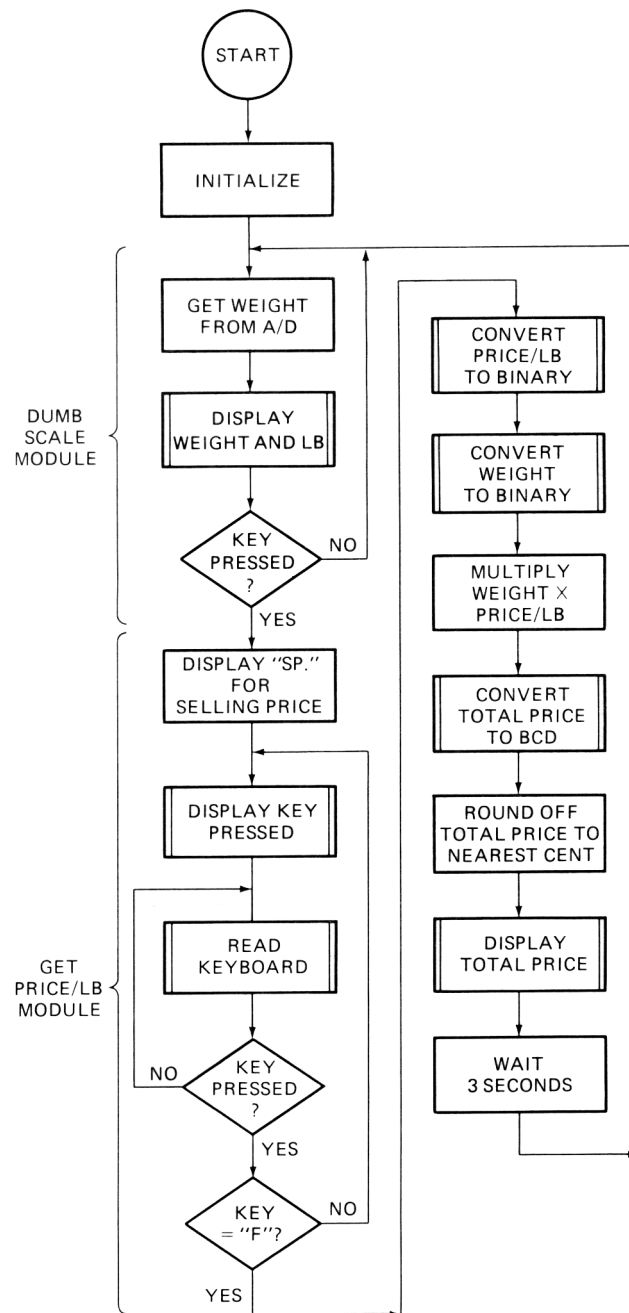 START
INITIALIZE
DUMB
SCALE
MODULE
GET WEIGHT
FROM A/D
DISPLAY
WEIGHT AND LB
KEY
PRESSED
?
NO
YES
GET
PRICE/LB
MODULE
DISPLAY "SP."
FOR
SELLING PRICE
DISPLAY KEY
PRESSED
READ
KEYBOARD
KEY
PRESSED
?
NO
YES
KEY
= "F"?
NO
YES
CONVERT
PRICE/LB
TO BINARY
CONVERT
WEIGHT
TO BINARY
MULTIPLY
WEIGHT ×
PRICE/LB
CONVERT
TOTAL PRICE
TO BCD
ROUND OFF
TOTAL PRICE TO
NEAREST CENT
DISPLAY
TOTAL PRICE
WAIT
3 SECONDS